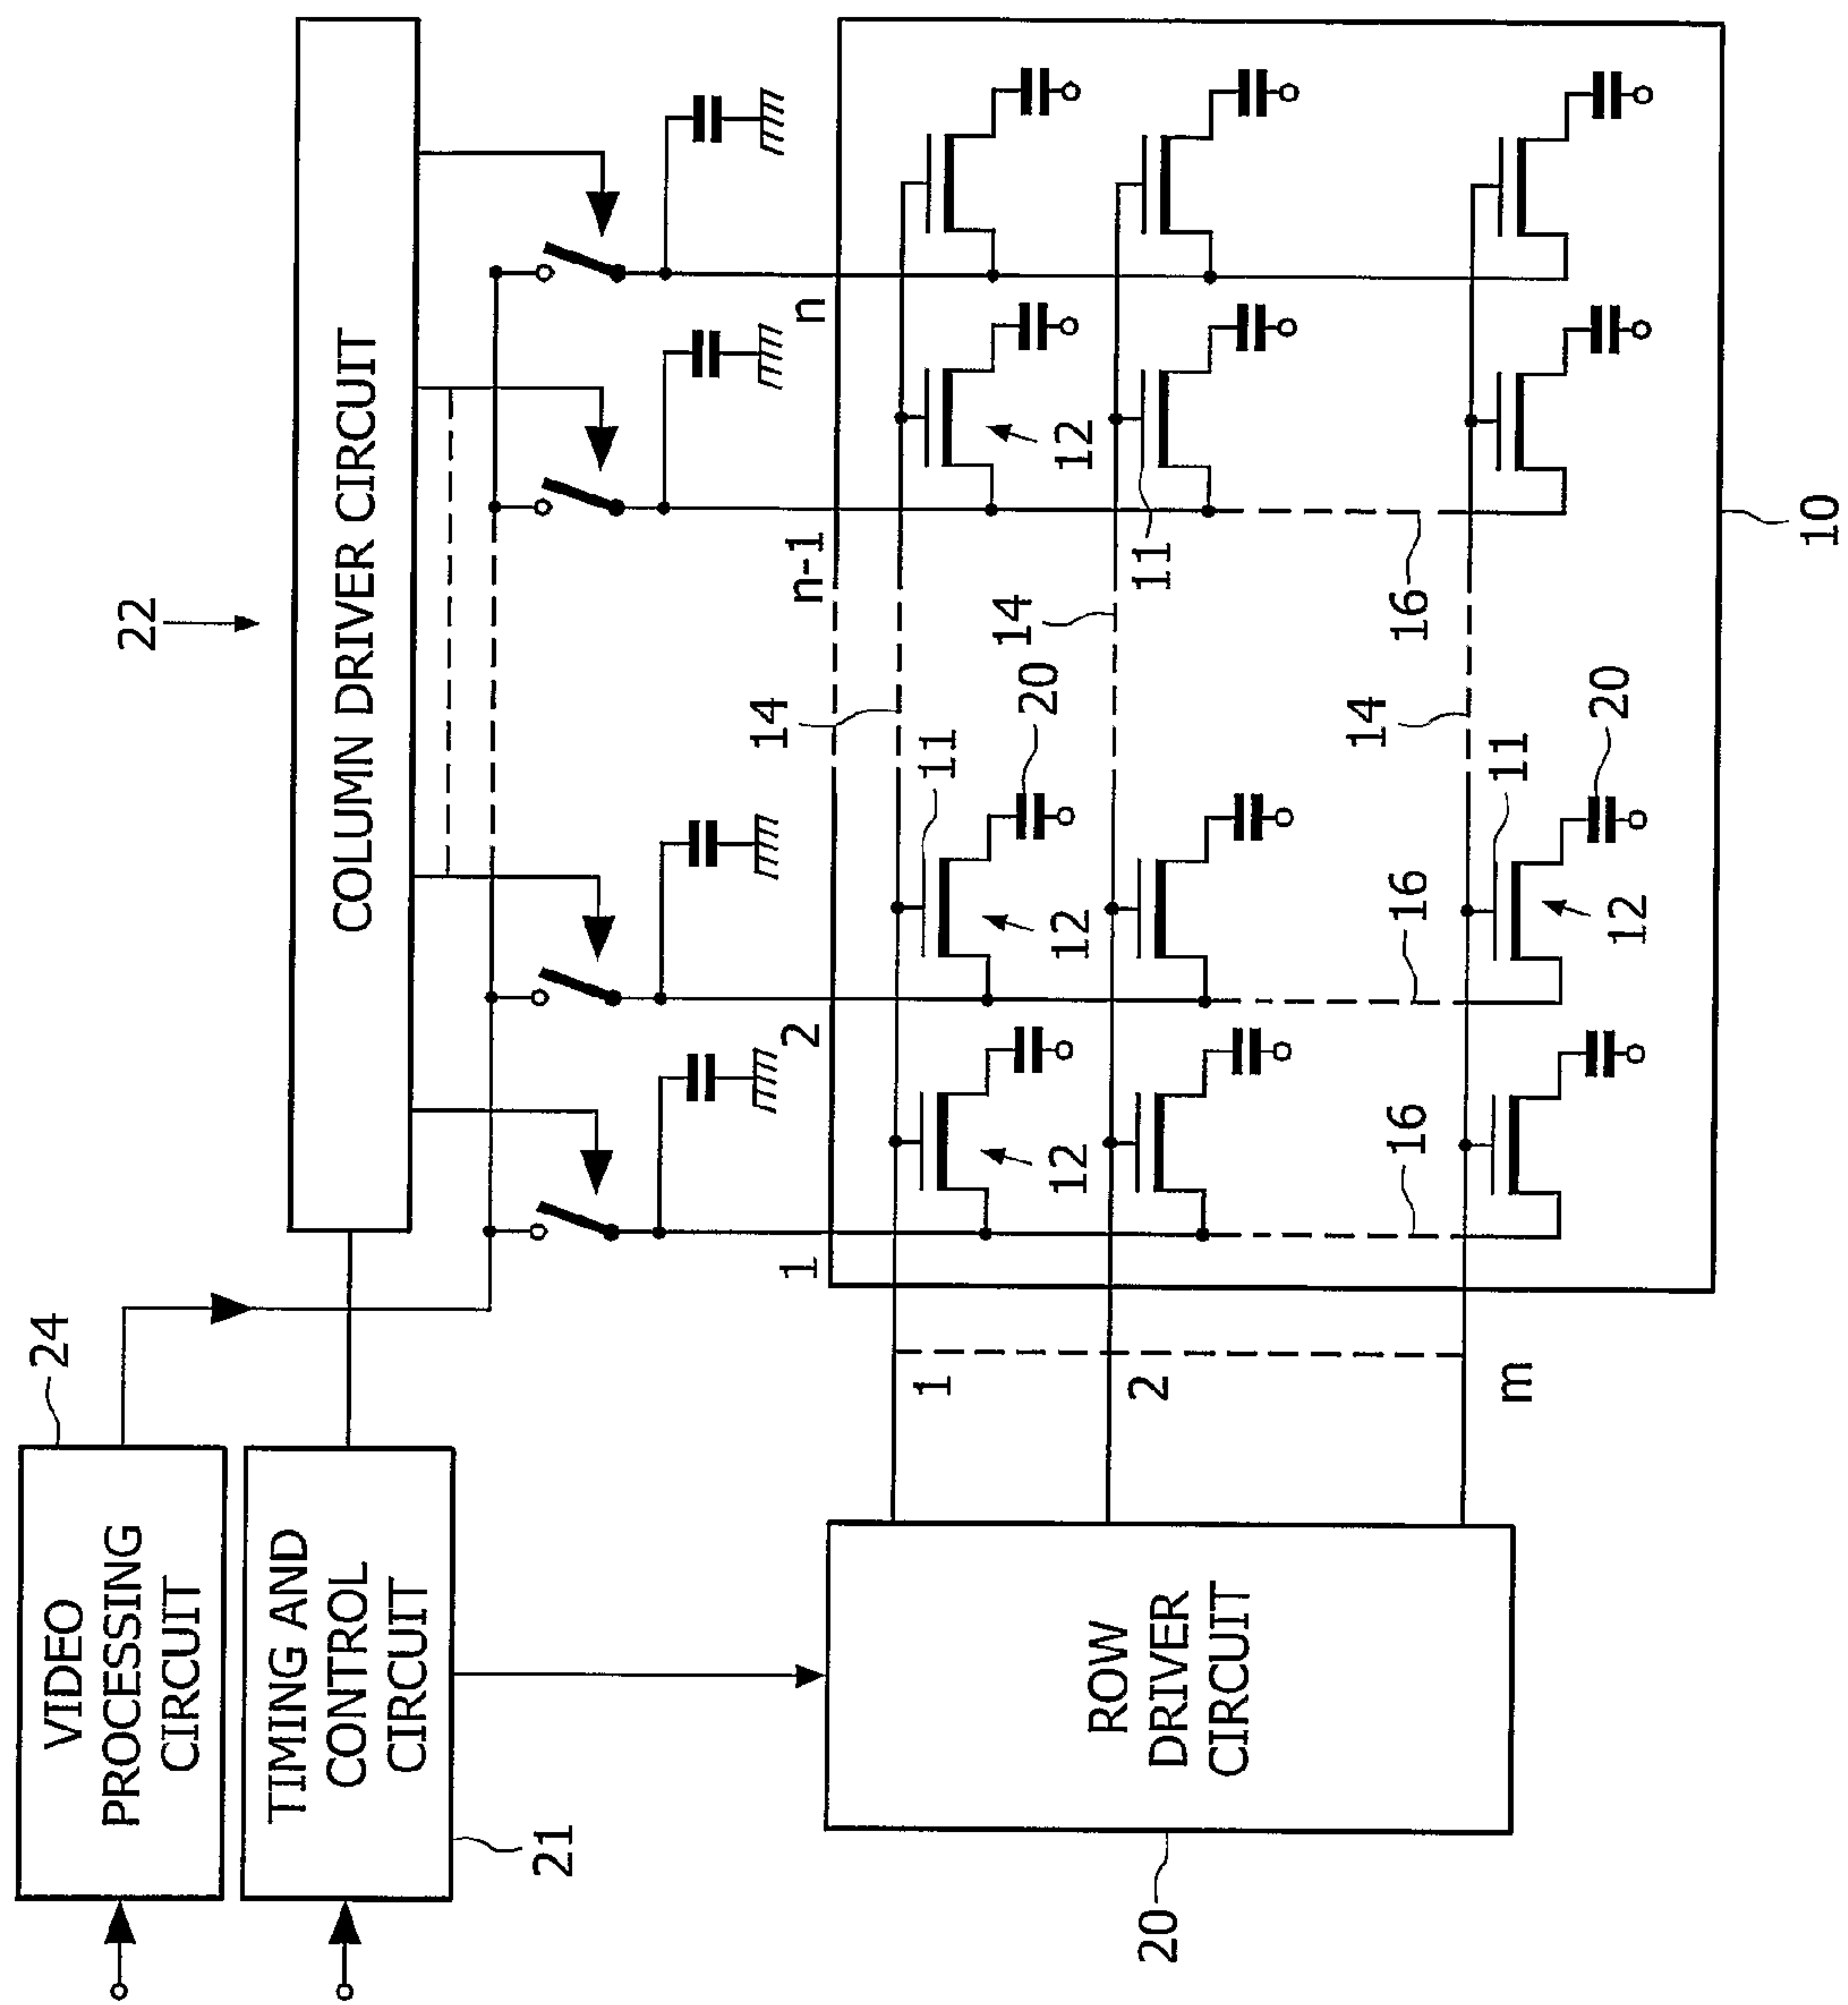 24
VIDEO
PROCESSING
CIRCUIT
TIMING AND
CONTROL
CIRCUIT
21
22
COLUMN DRIVER CIRCUIT
1
2
n-1
n
14
11
12
12
20
12
14
11
16
16
16
14
11
12
20
10
1
2
m
ROW
DRIVER
CIRCUIT
20